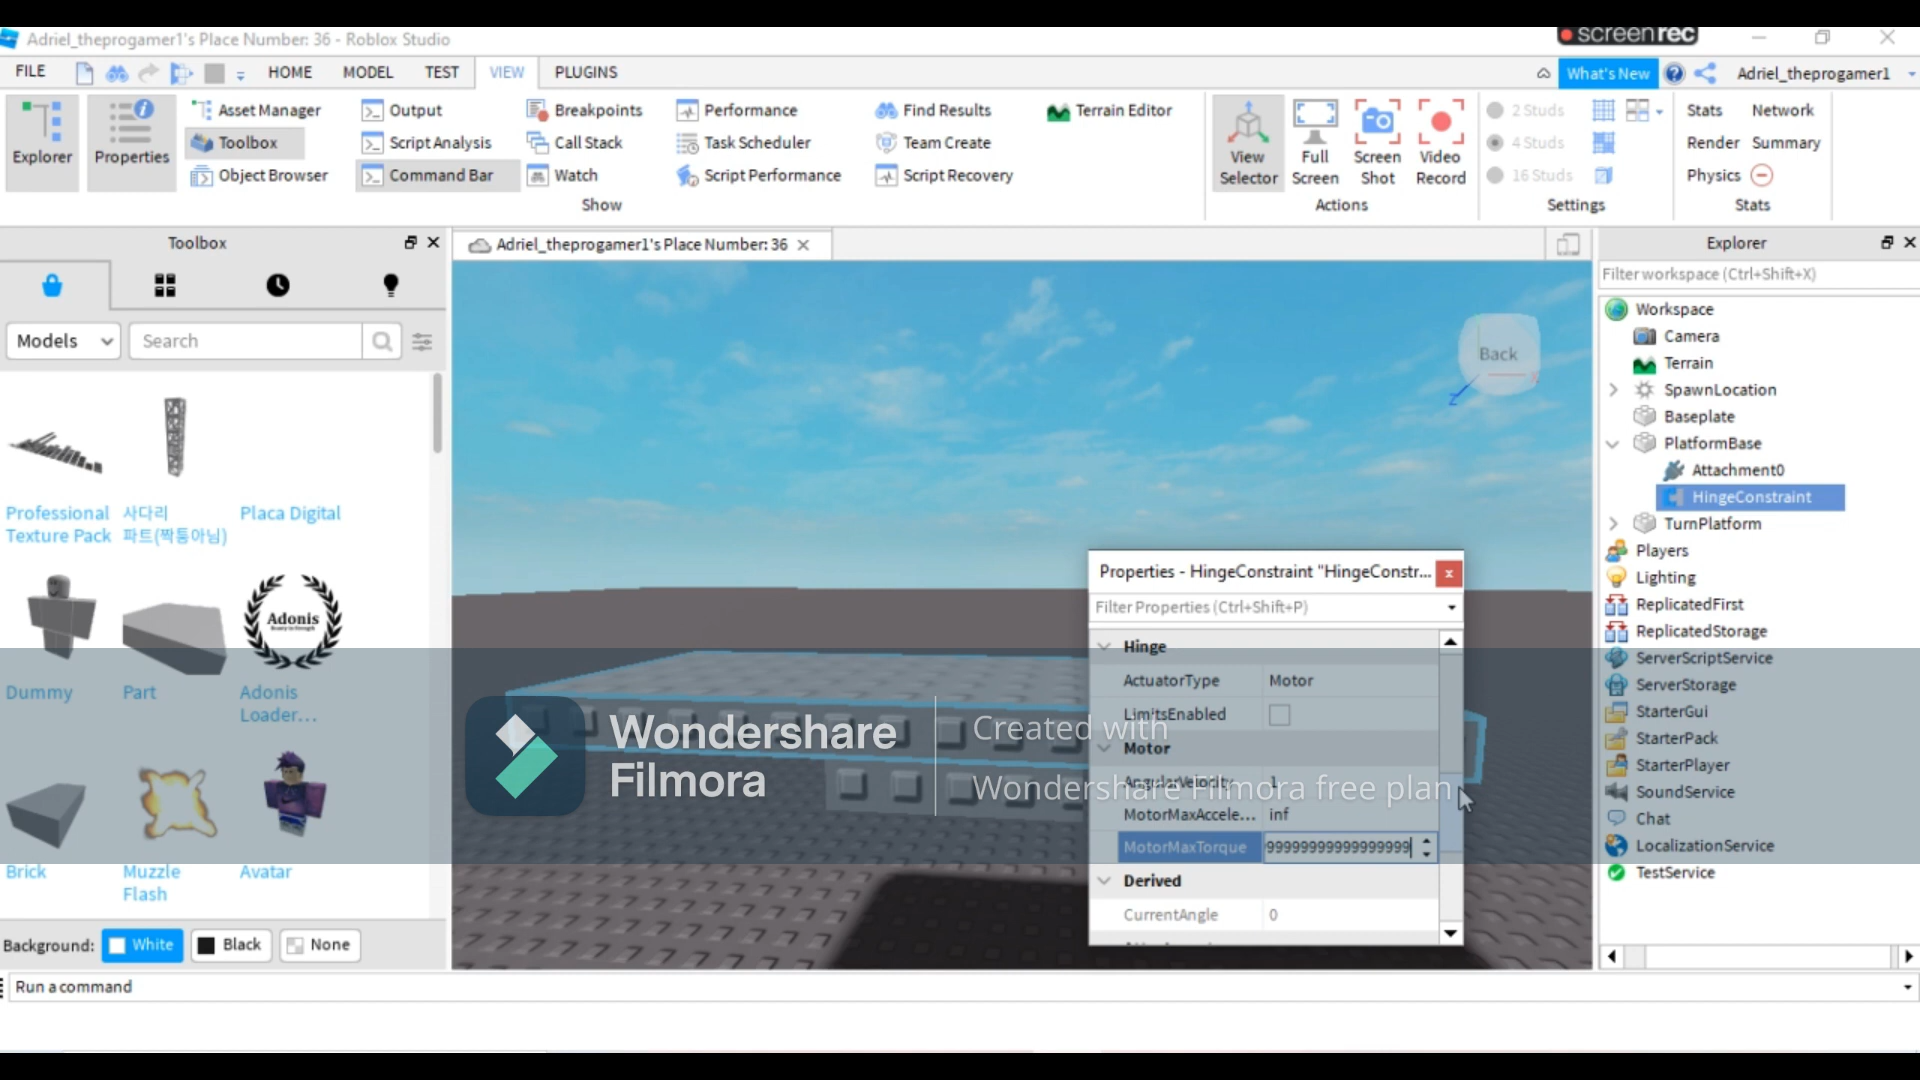 Adriel_theprogamer1's Place Number: 36 - Roblox Studio
screenrec
FILE
HOME
MODEL
TEST
VIEW
PLUGINS
What's New
Adriel_theprogamer1
Explorer
Properties
Asset Manager
Toolbox
Object Browser
Output
Script Analysis
Command Bar
Breakpoints
Call Stack
Watch
Performance
Task Scheduler
Script Performance
Find Results
Team Create
Script Recovery
Terrain Editor
Show
View
Selector
Full
Screen
Screen
Shot
Video
Record
Actions
2 Studs
4 Studs
16 Studs
Settings
Stats
Network
Render
Summary
Physics
Stats
Toolbox
Models
Search
Professional
Texture Pack
사다리
파트(짝퉁아님)
Placa Digital
Adonis
Dummy
Part
Adonis
Loader...
Brick
Muzzle
Flash
Avatar
Background:
White
Black
None
Run a command
Adriel_theprogamer1's Place Number: 36
Back
Z
Properties - HingeConstraint "HingeConstr...
Filter Properties (Ctrl+Shift+P)
Hinge
ActuatorType
Motor
LimitsEnabled
Motor
AngularVelocity
1
MotorMaxAccele...
inf
MotorMaxTorque
Derived
CurrentAngle
0
Wondershare
Filmora
Created with
Wondershare Filmora free plan
Explorer
Filter workspace (Ctrl+Shift+X)
Workspace
Camera
Terrain
SpawnLocation
Baseplate
PlatformBase
Attachment0
HingeConstraint
TurnPlatform
Players
Lighting
ReplicatedFirst
ReplicatedStorage
ServerScriptService
ServerStorage
StarterGui
StarterPack
StarterPlayer
SoundService
Chat
LocalizationService
TestService